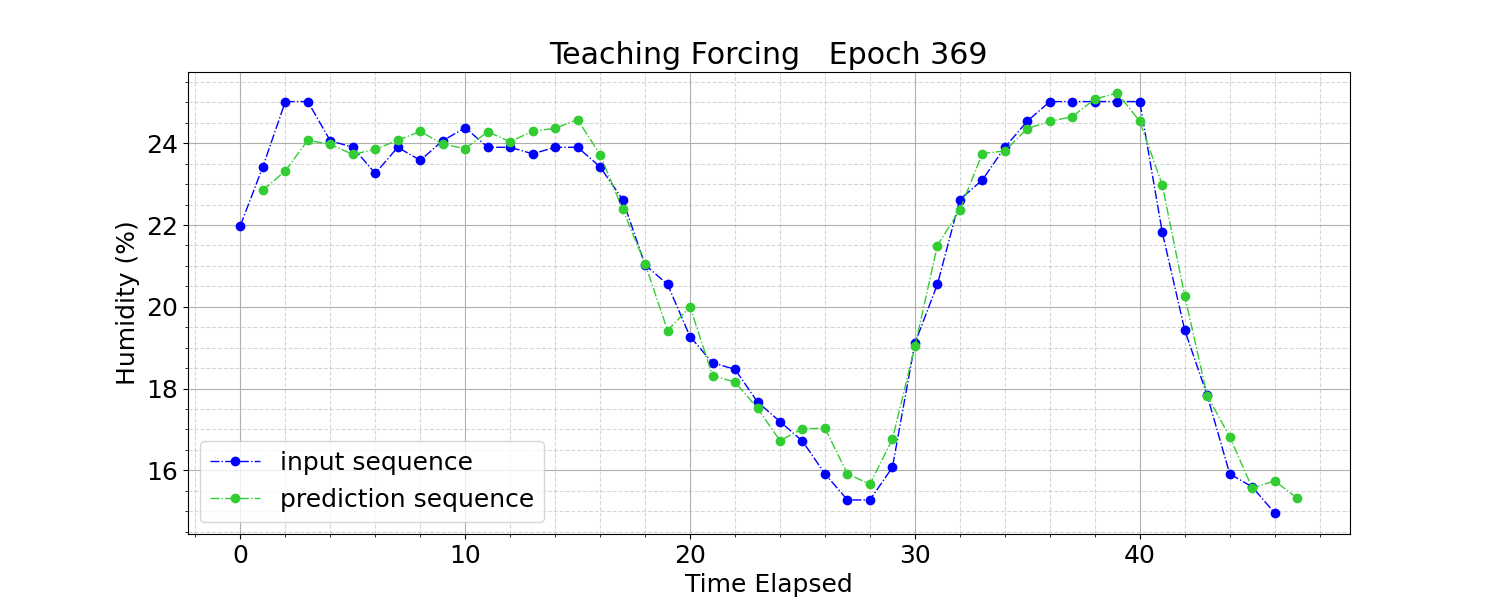 Teaching Forcing   Epoch 369
Humidity (%)
24
22
20
18
16
input sequence
prediction sequence
0 10 20 30 40
Time Elapsed